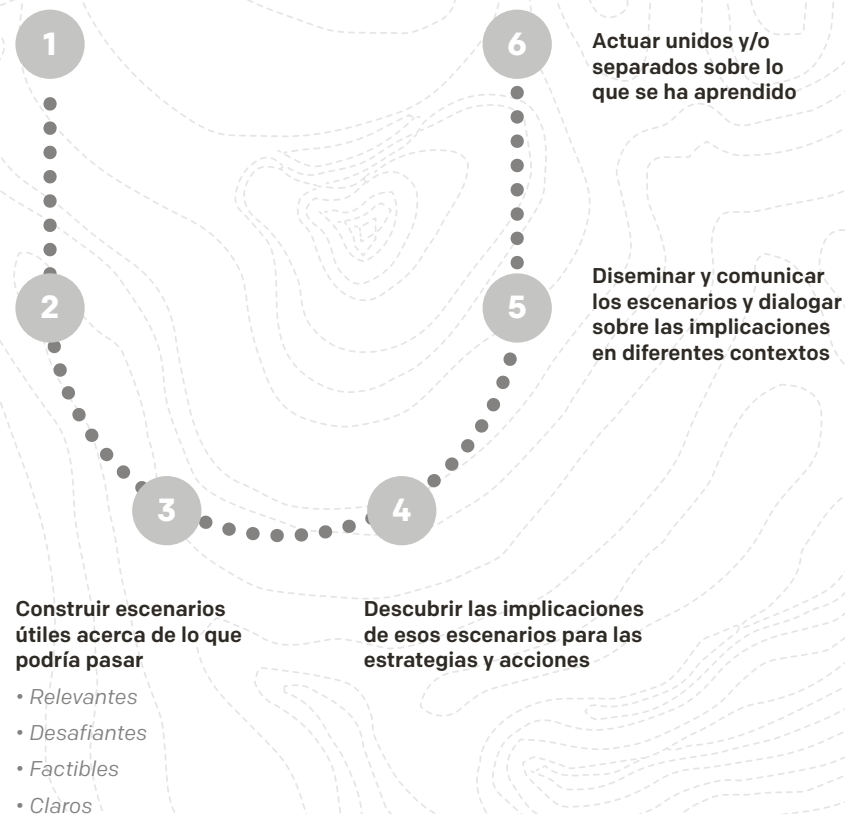 1
6
Actuar unidos y/o
separados sobre lo
que se ha aprendido
2
5
Diseminar y comunicar
los escenarios y dialogar
sobre las implicaciones
en diferentes contextos
3
4
Construir escenarios
útiles acerca de lo que
podría pasar
• Relevantes
• Desafiantes
• Factibles
• Claros
Descubrir las implicaciones
de esos escenarios para las
estrategias y acciones